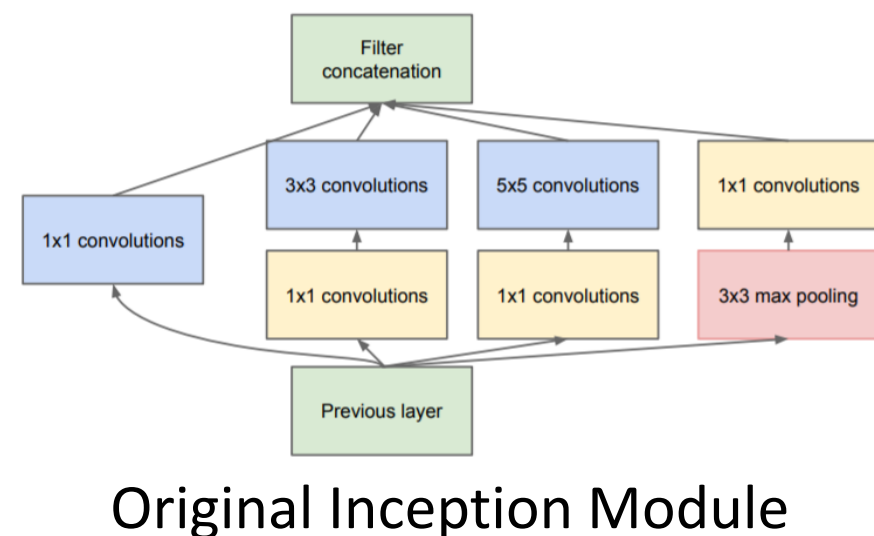 Filter
concatenation
3x3 convolutions
5x5 convolutions
1x1 convolutions
1x1 convolutions
1x1 convolutions
1x1 convolutions
3x3 max pooling
Previous layer
Original Inception Module